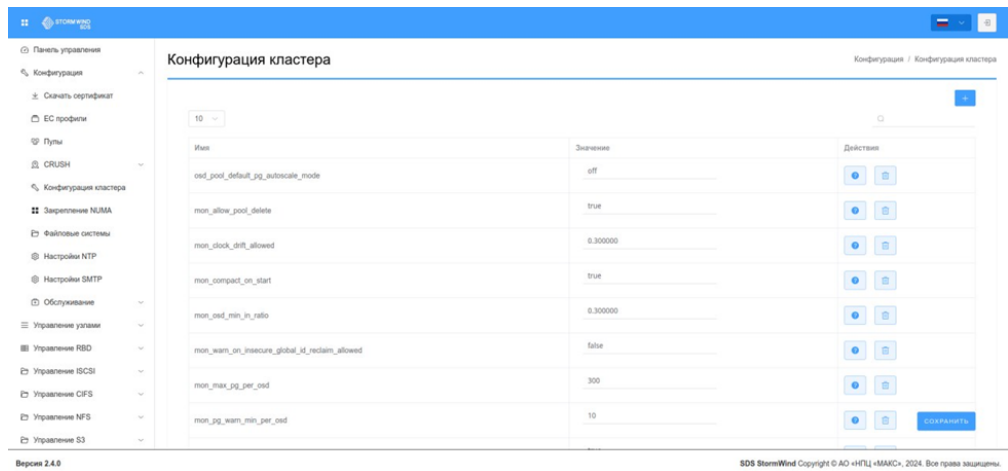 STORMWIND
SDS
Панель управления
Конфигурация
Скачать сертификат
EC профили
Пулы
CRUSH
Конфигурация кластера
Закрепление NUMA
Файловые системы
Настройки NTP
Настройки SMTP
Обслуживание
Управление узлами
Управление RBD
Управление ISCSI
Управление CIFS
Управление NFS
Управление S3
Конфигурация кластера
Конфигурация / Конфигурация кластера
+
10
Имя Значение Действия
osd_pool_default_pg_autoscale_mode off
mon_allow_pool_delete true
mon_clock_drift_allowed 0.300000
mon_compact_on_start true
mon_osd_min_in_ratio 0.300000
mon_warn_on_insecure_global_id_reclaim_allowed false
mon_max_pg_per_osd 300
mon_pg_warn_min_per_osd 10
СОХРАНИТЬ
Версия 2.4.0
SDS StormWind Copyright © АО «НПЦ «МАКС», 2024. Все права защищены.